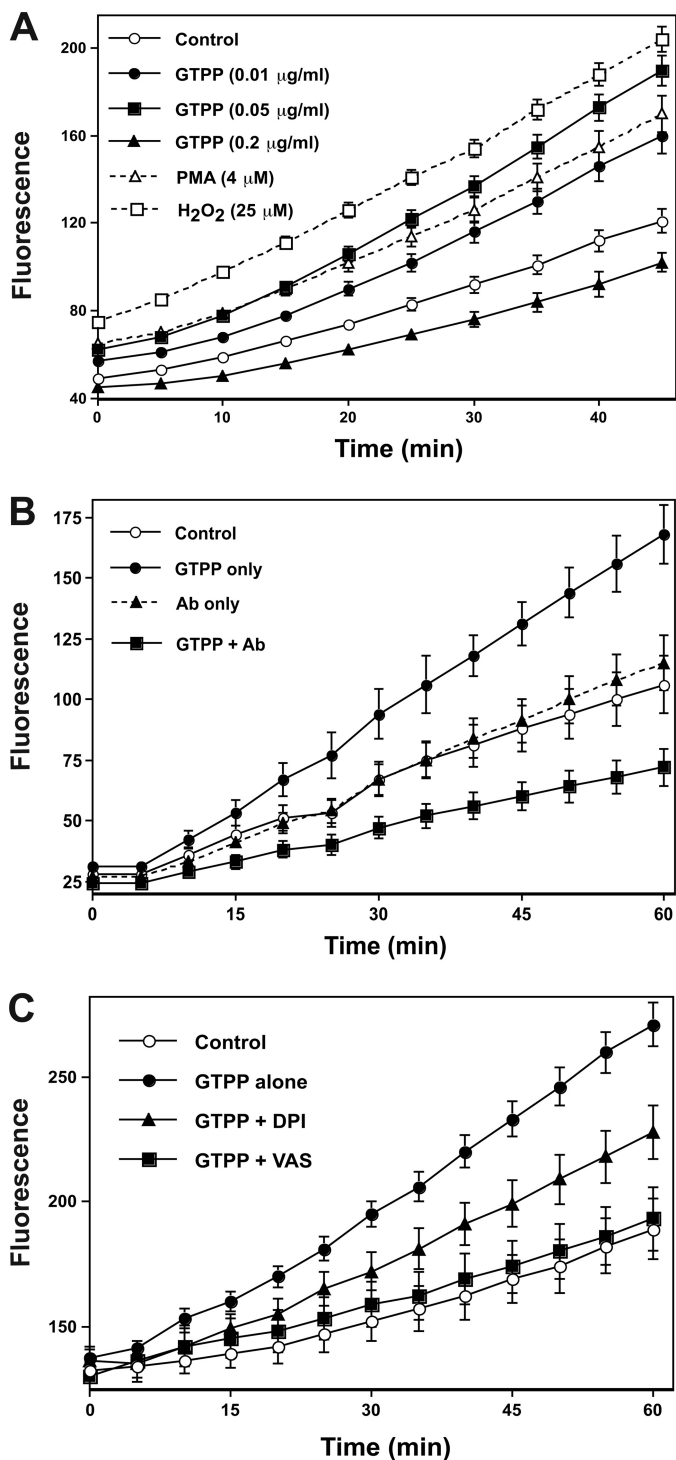 A
Control
GTPP (0.01 μg/ml)
GTPP (0.05 μg/ml)
GTPP (0.2 μg/ml)
PMA (4 μM)
H₂O₂ (25 μM)
Fluorescence
200
160
120
80
40
0 10 20 30 40
Time (min)
B
Control
GTPP only
Ab only
GTPP + Ab
Fluorescence
175
150
125
100
75
50
25
0 15 30 45 60
Time (min)
C
Control
GTPP alone
GTPP + DPI
GTPP + VAS
Fluorescence
250
200
150
0 15 30 45 60
Time (min)